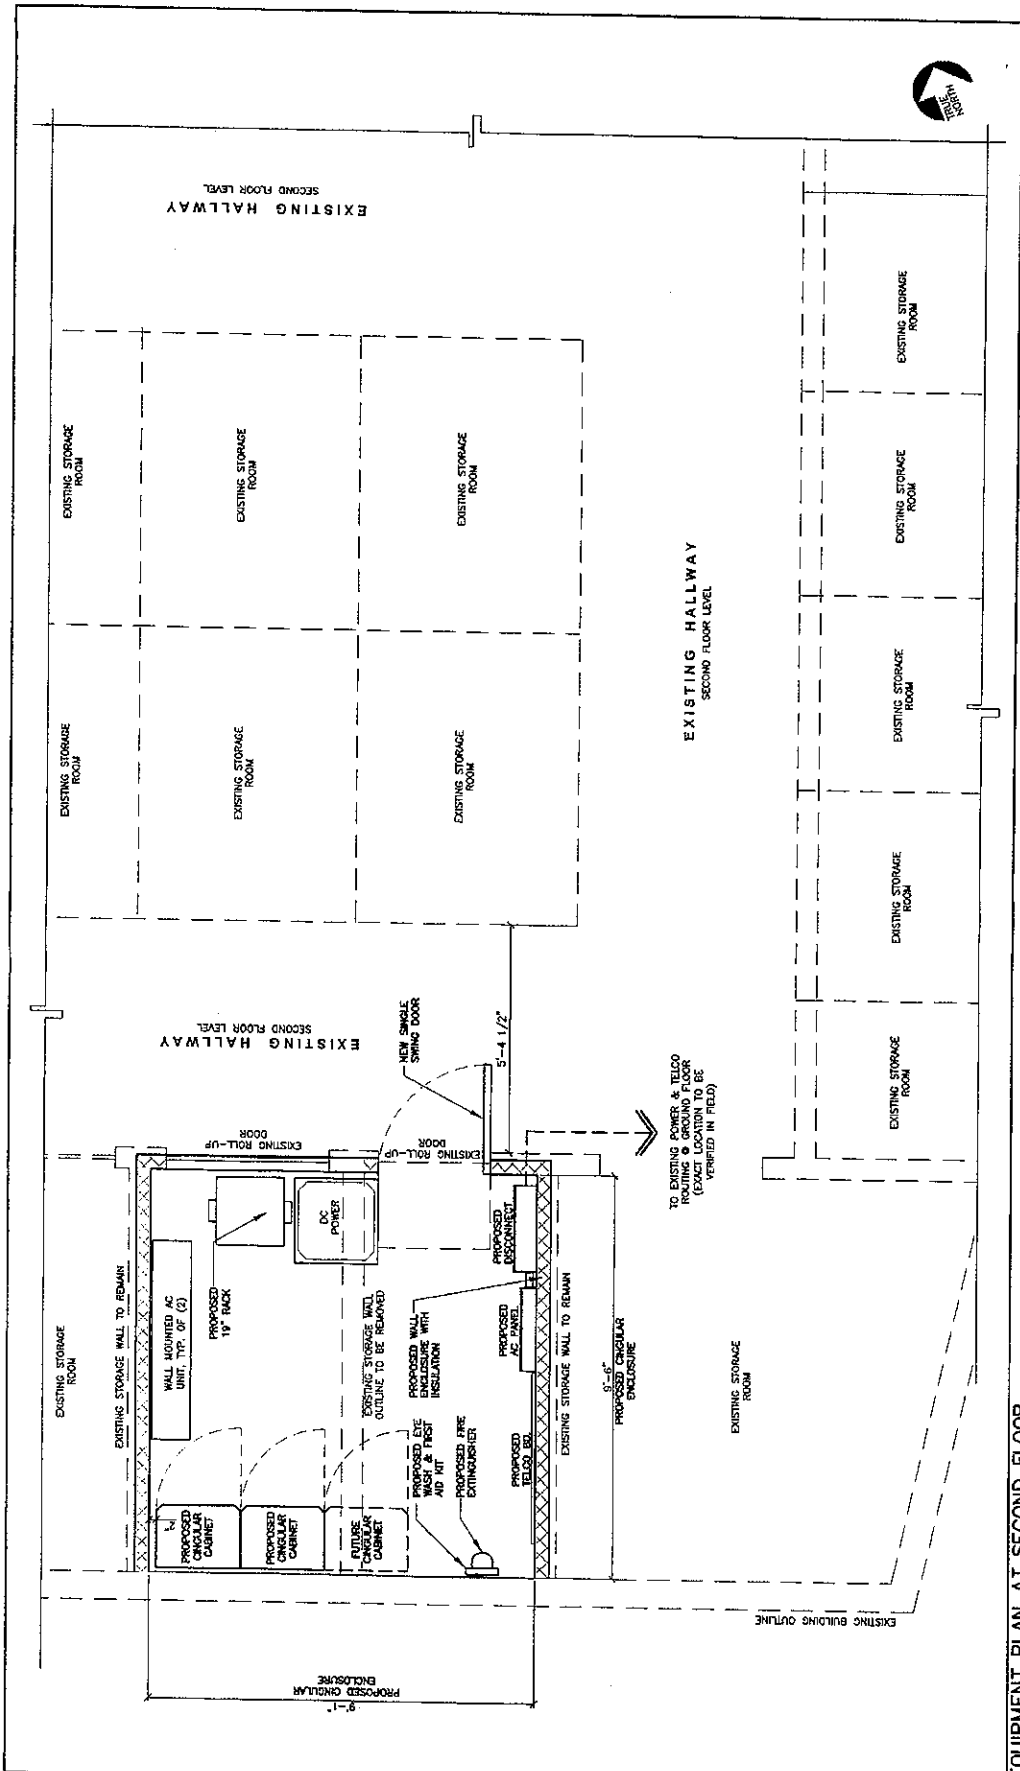 TRUE
NORTH
EXISTING HALLWAY
SECOND FLOOR LEVEL
EXISTING STORAGE
ROOM
EXISTING STORAGE
ROOM
EXISTING STORAGE
ROOM
EXISTING STORAGE
ROOM
EXISTING STORAGE
ROOM
EXISTING STORAGE
ROOM
EXISTING HALLWAY
SECOND FLOOR LEVEL
EXISTING STORAGE
ROOM
EXISTING STORAGE
ROOM
EXISTING STORAGE
ROOM
EXISTING STORAGE
ROOM
EXISTING STORAGE
ROOM
EXISTING HALLWAY
SECOND FLOOR LEVEL
NEW SINGLE
SWING DOOR
5'-4 1/2"
EXISTING ROLL-UP
DOOR
EXISTING ROLL-UP
DOOR
TO EXISTING POWER & TELCO
ROUTING @ GROUND FLOOR
(EXACT LOCATION TO BE
VERIFIED IN FIELD)
EXISTING STORAGE
ROOM
EXISTING STORAGE WALL TO REMAIN
WALL MOUNTED AC
UNIT, TYP. OF (2)
PROPOSED
19" RACK
DC
POWER
EXISTING STORAGE WALL
OUTLINE TO BE REMOVED
PROPOSED WALL
ENCLOSURE WITH
INSULATION
PROPOSED
DISCONNECT
PROPOSED
AC PANEL
PROPOSED
TELCO BD.
PROPOSED EYE
WASH & FIRST
AID KIT
PROPOSED FIRE
EXTINGUISHER
PROPOSED
CINGULAR
CABINET
PROPOSED
CINGULAR
CABINET
FUTURE
CINGULAR
CABINET
EXISTING STORAGE WALL TO REMAIN
9'-6"
PROPOSED CINGULAR
ENCLOSURE
EXISTING STORAGE
ROOM
EXISTING BUILDING OUTLINE
9'-1"
PROPOSED CINGULAR
ENCLOSURE
EQUIPMENT PLAN AT SECOND FLOOR